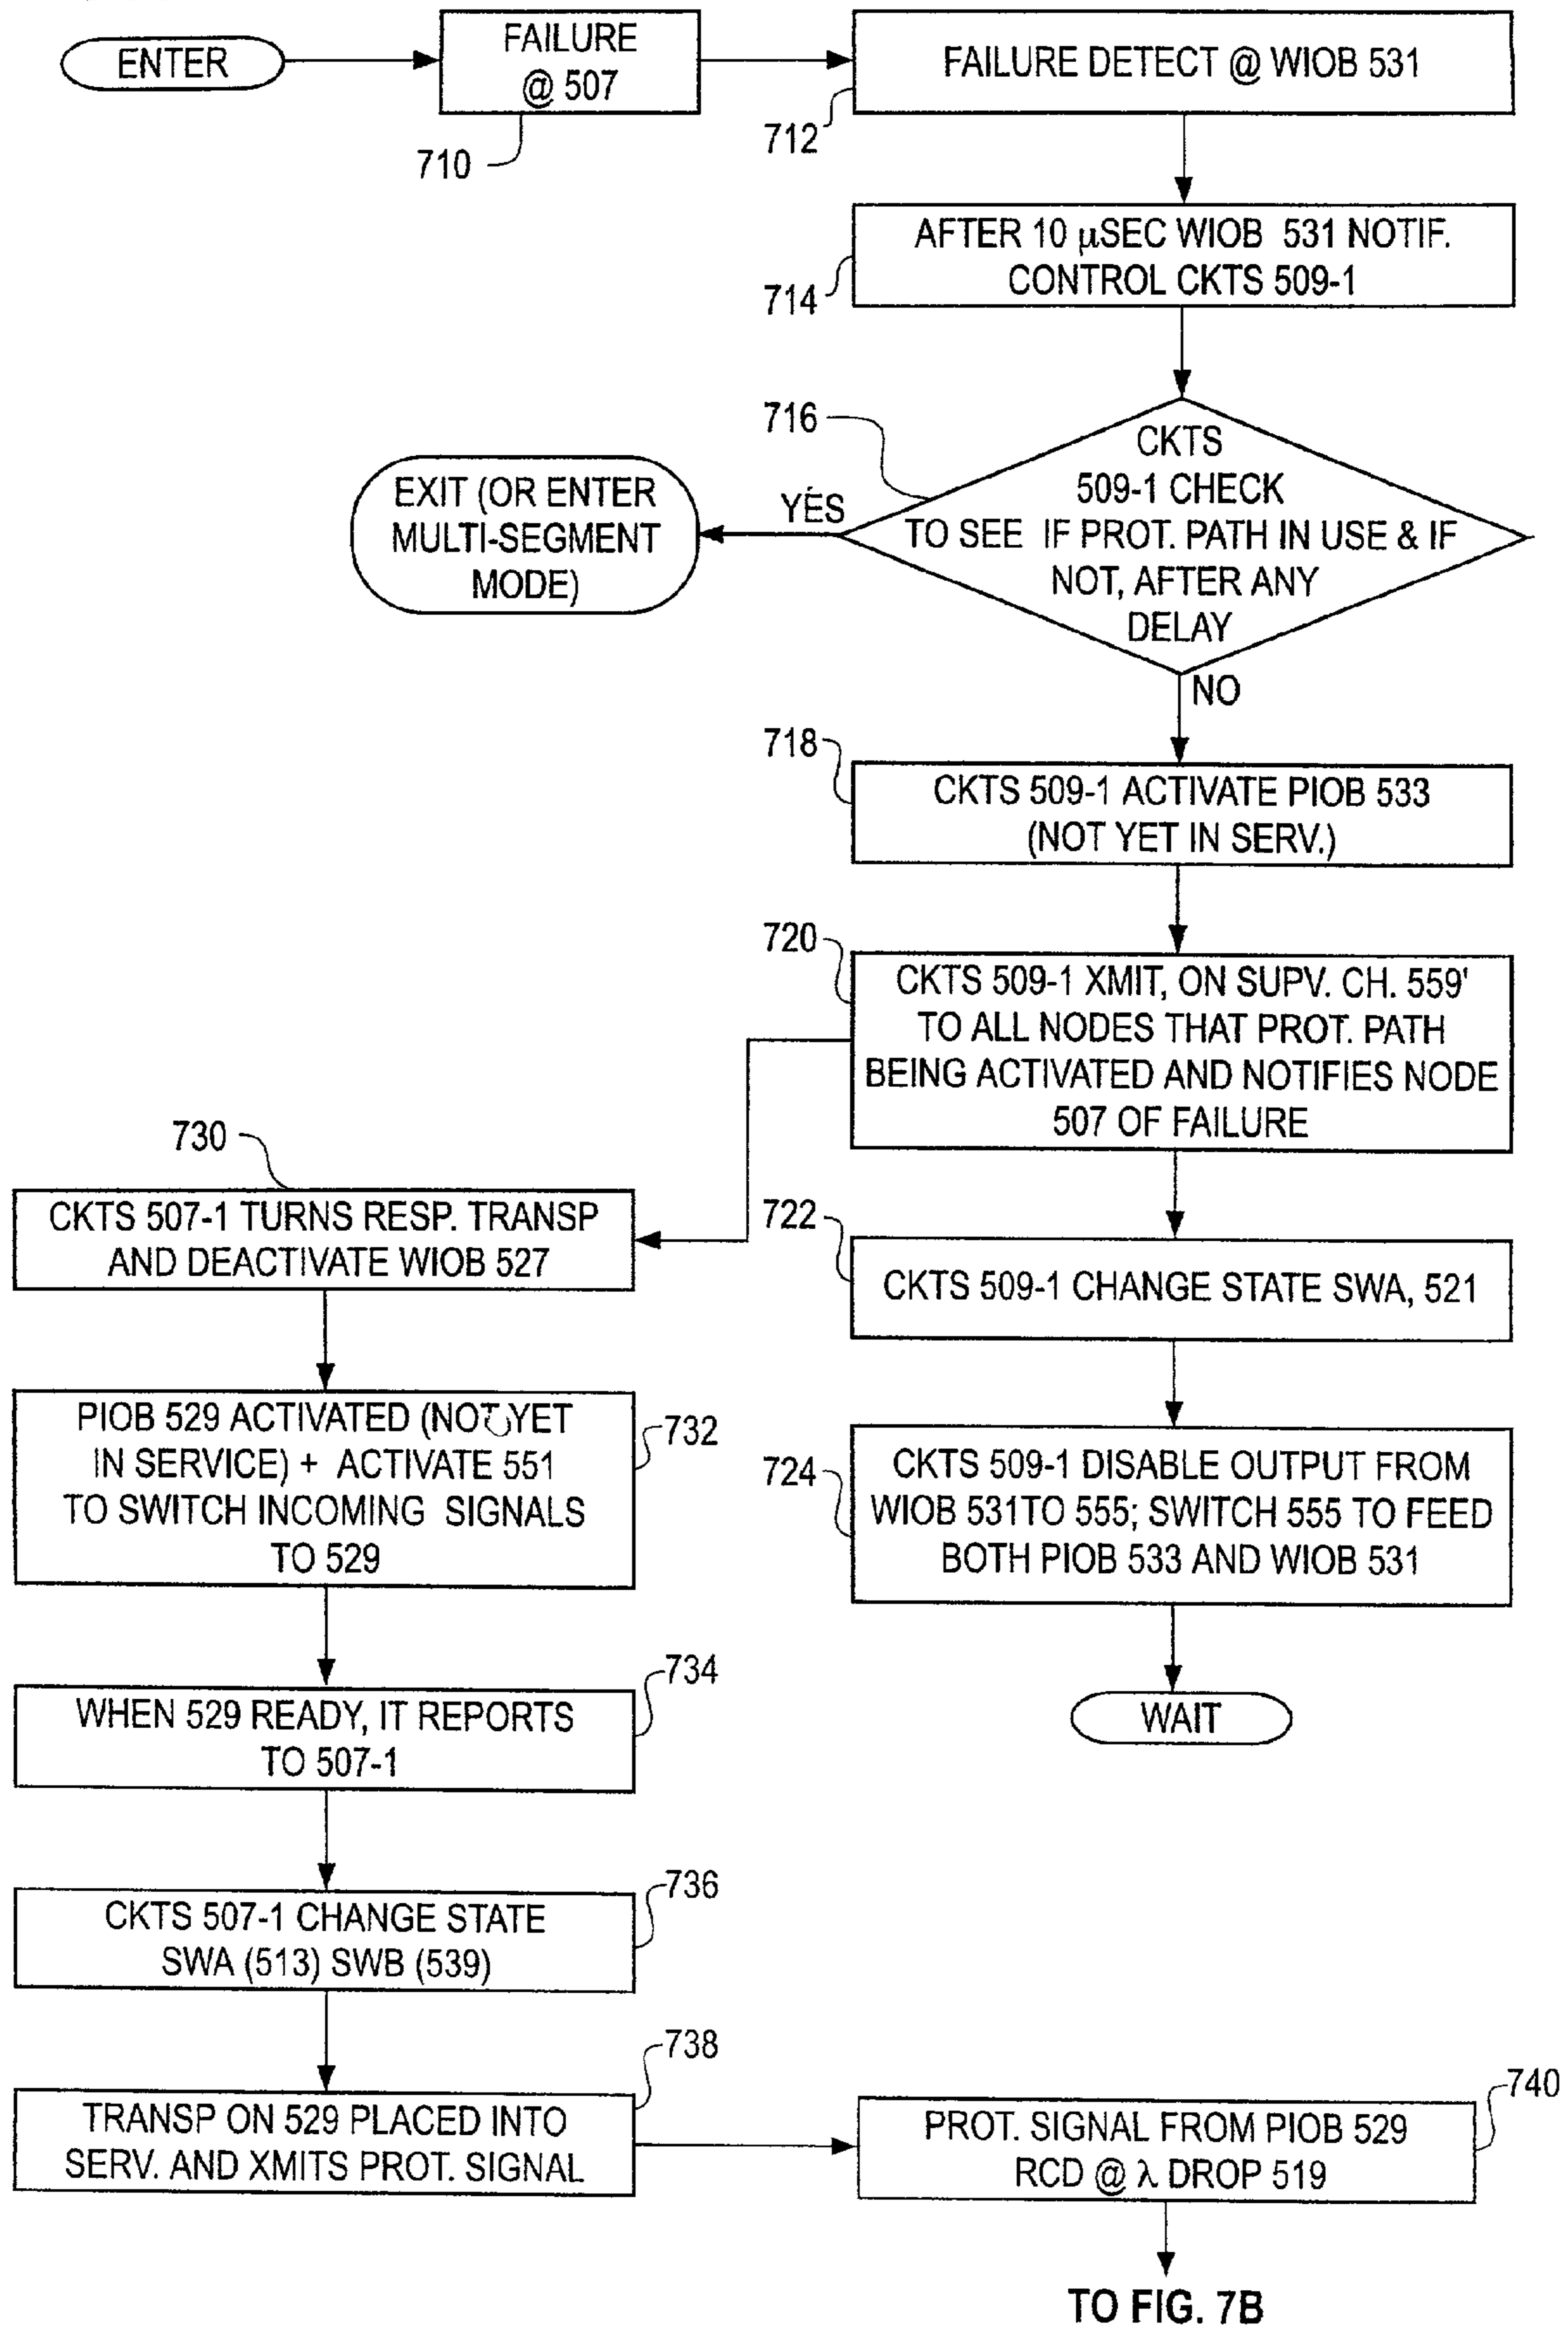 ENTER
FAILURE
@ 507
710
FAILURE DETECT @ WIOB 531
712
AFTER 10 μSEC WIOB 531 NOTIF.
CONTROL CKTS 509-1
714
716
CKTS
509-1 CHECK
TO SEE IF PROT. PATH IN USE & IF
NOT, AFTER ANY
DELAY
YES
EXIT (OR ENTER
MULTI-SEGMENT
MODE)
NO
718
CKTS 509-1 ACTIVATE PIOB 533
(NOT YET IN SERV.)
720
CKTS 509-1 XMIT, ON SUPV. CH. 559'
TO ALL NODES THAT PROT. PATH
BEING ACTIVATED AND NOTIFIES NODE
507 OF FAILURE
722
CKTS 509-1 CHANGE STATE SWA, 521
724
CKTS 509-1 DISABLE OUTPUT FROM
WIOB 531TO 555; SWITCH 555 TO FEED
BOTH PIOB 533 AND WIOB 531
WAIT
730
CKTS 507-1 TURNS RESP. TRANSP
AND DEACTIVATE WIOB 527
732
PIOB 529 ACTIVATED (NOT YET
IN SERVICE) + ACTIVATE 551
TO SWITCH INCOMING SIGNALS
TO 529
734
WHEN 529 READY, IT REPORTS
TO 507-1
736
CKTS 507-1 CHANGE STATE
SWA (513) SWB (539)
738
TRANSP ON 529 PLACED INTO
SERV. AND XMITS PROT. SIGNAL
740
PROT. SIGNAL FROM PIOB 529
RCD @ λ DROP 519
TO FIG. 7B